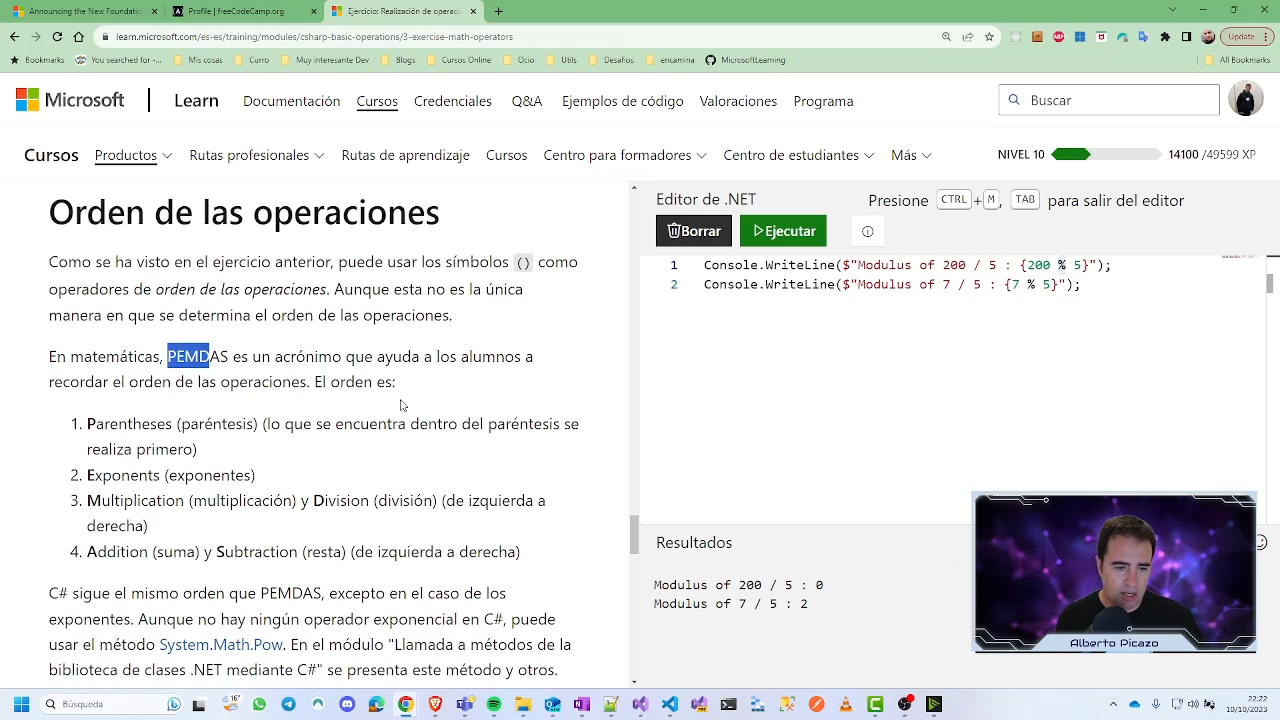 Announcing the New Foundatic
Profile | freeCodeCamp.org
Ejercicio: Realización de operaci
learn.microsoft.com/es-es/training/modules/csharp-basic-operations/3-exercise-math-operators
Update
Bookmarks
You searched for -...
Mis cosas
Curro
Muy interesante Dev
Blogs
Cursos Online
Ocio
Utils
Desafios
encamina
MicrosoftLearning
All Bookmarks
Microsoft
Learn
Documentación
Cursos
Credenciales
Q&A
Ejemplos de código
Valoraciones
Programa
Buscar
Cursos
Productos
Rutas profesionales
Rutas de aprendizaje
Cursos
Centro para formadores
Centro de estudiantes
Más
NIVEL 10
14100 /49599 XP
Orden de las operaciones
Como se ha visto en el ejercicio anterior, puede usar los símbolos () como
operadores de orden de las operaciones. Aunque esta no es la única
manera en que se determina el orden de las operaciones.
En matemáticas, PEMDAS es un acrónimo que ayuda a los alumnos a
recordar el orden de las operaciones. El orden es:
1. Parentheses (paréntesis) (lo que se encuentra dentro del paréntesis se
realiza primero)
2. Exponents (exponentes)
3. Multiplication (multiplicación) y Division (división) (de izquierda a
derecha)
4. Addition (suma) y Subtraction (resta) (de izquierda a derecha)
C# sigue el mismo orden que PEMDAS, excepto en el caso de los
exponentes. Aunque no hay ningún operador exponencial en C#, puede
usar el método System.Math.Pow. En el módulo "Llamada a métodos de la
biblioteca de clases .NET mediante C#" se presenta este método y otros.
Editor de .NET
Presione CTRL + M, TAB para salir del editor
Borrar
Ejecutar
1 Console.WriteLine($"Modulus of 200 / 5 : {200 % 5}");
2 Console.WriteLine($"Modulus of 7 / 5 : {7 % 5}");
Resultados
Modulus of 200 / 5 : 0
Modulus of 7 / 5 : 2
Alberto Picazo
Búsqueda
16°
22:22
10/10/2023